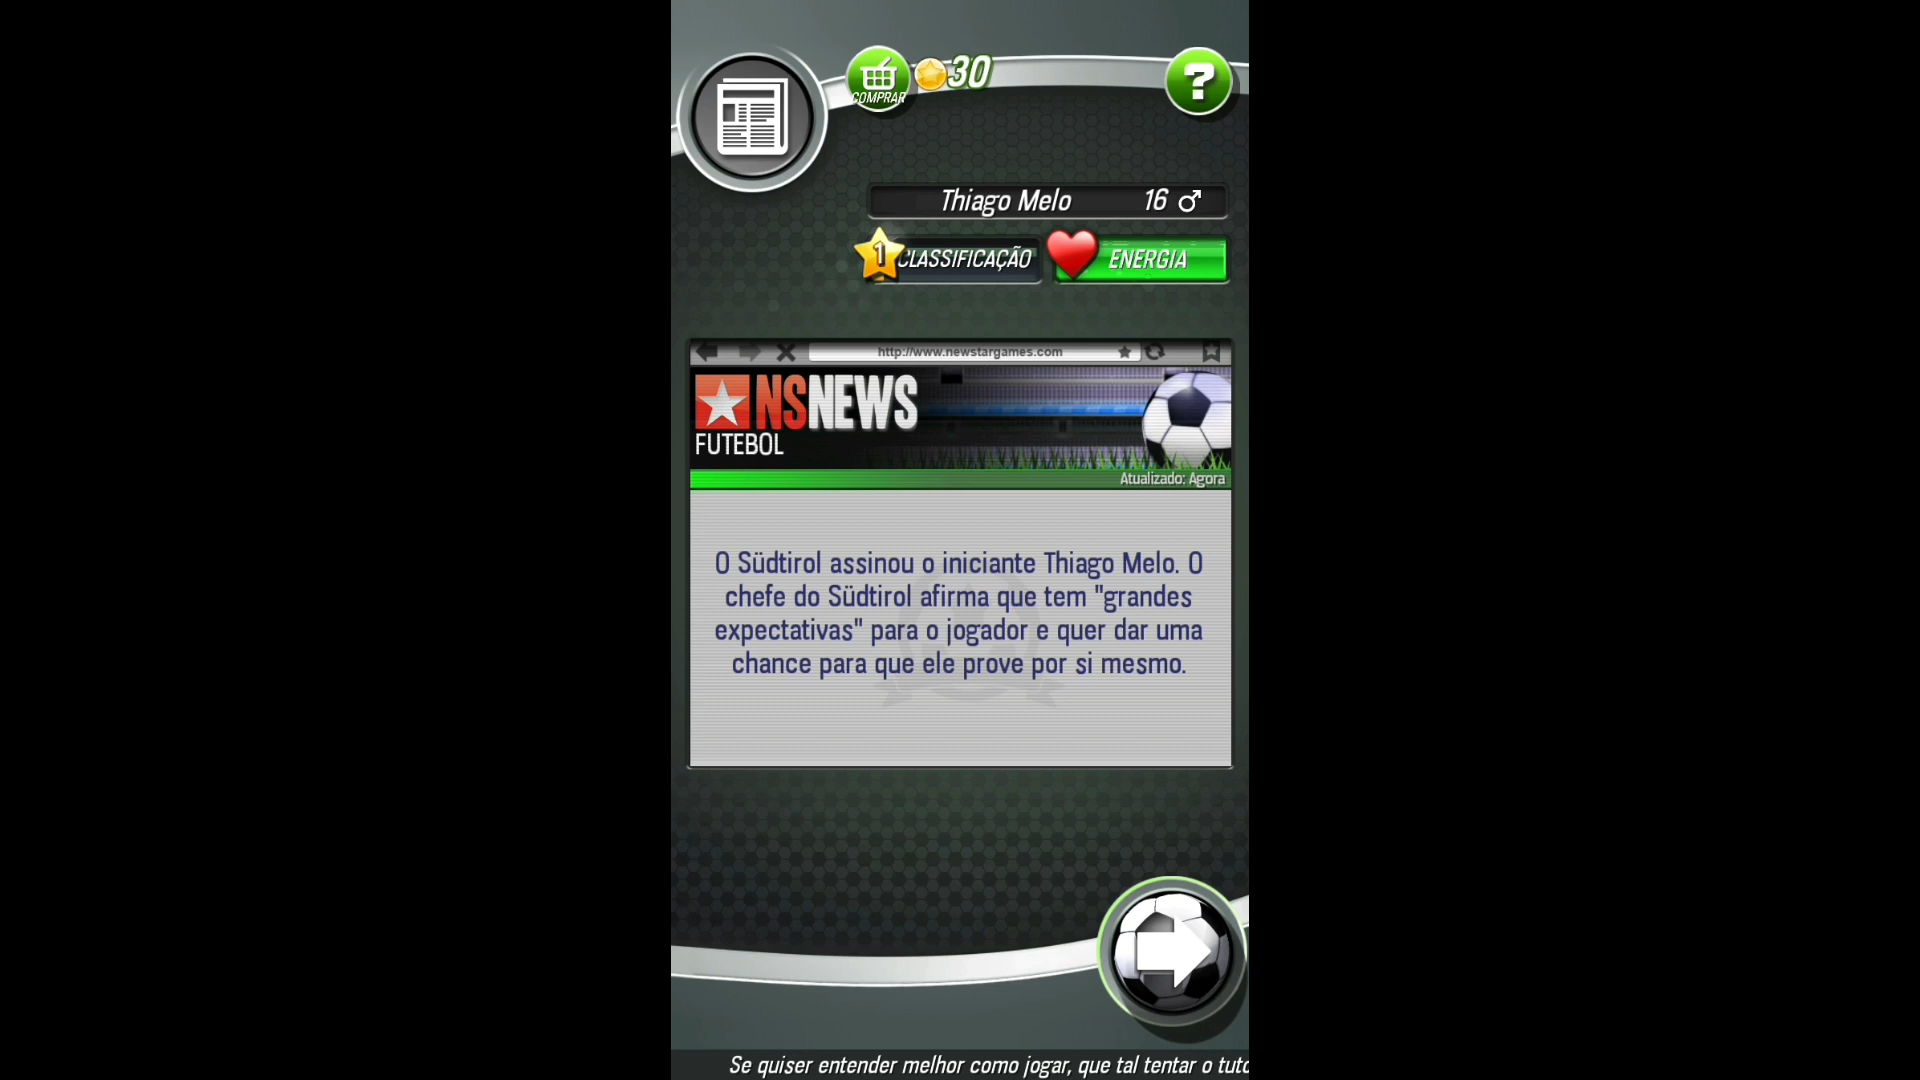 COMPRAR
30
?
Thiago Melo 16 ♂
1 CLASSIFICAÇÃO
ENERGIA
http://www.newstargames.com
NSNEWS
FUTEBOL
Atualizado: Agora
O Südtirol assinou o iniciante Thiago Melo. O
chefe do Südtirol afirma que tem "grandes
expectativas" para o jogador e quer dar uma
chance para que ele prove por si mesmo.
Se quiser entender melhor como jogar, que tal tentar o tuto